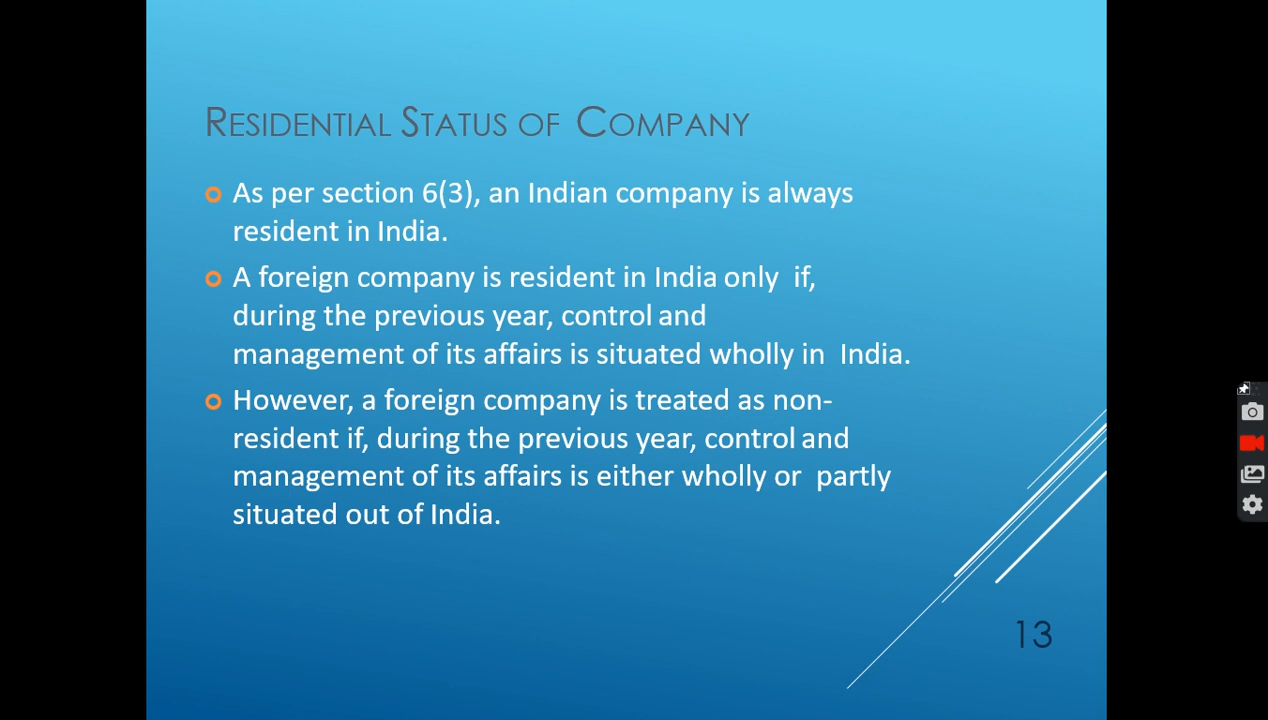 RESIDENTIAL STATUS OF COMPANY
As per section 6(3), an Indian company is always
resident in India.
A foreign company is resident in India only if,
during the previous year, control and
management of its affairs is situated wholly in India.
However, a foreign company is treated as non-
resident if, during the previous year, control and
management of its affairs is either wholly or partly
situated out of India.
13